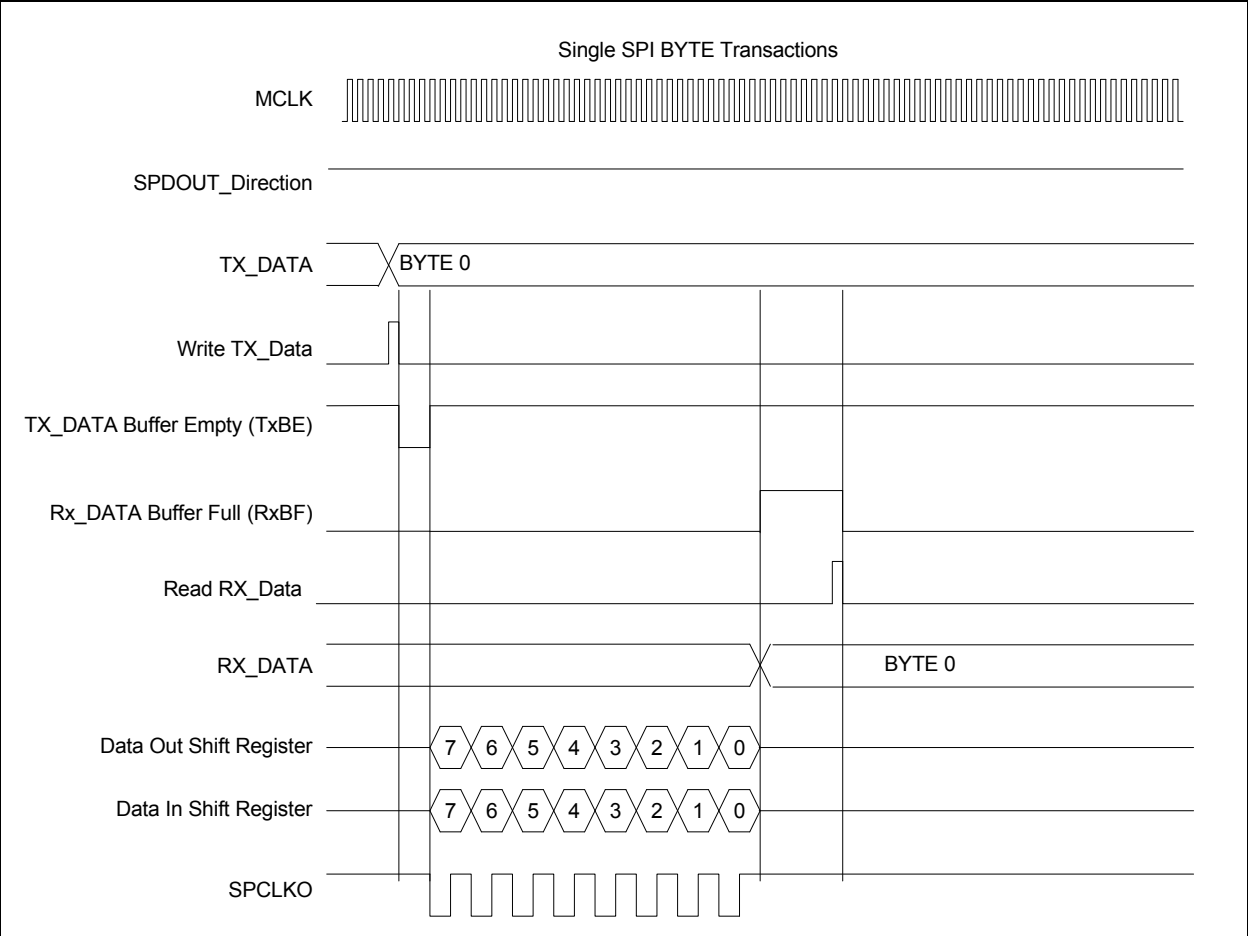 Single SPI BYTE Transactions
MCLK
SPDOUT_Direction
TX_DATA
BYTE 0
Write TX_Data
TX_DATA Buffer Empty (TxBE)
Rx_DATA Buffer Full (RxBF)
Read RX_Data
RX_DATA
BYTE 0
Data Out Shift Register
7 6 5 4 3 2 1 0
Data In Shift Register
7 6 5 4 3 2 1 0
SPCLKO